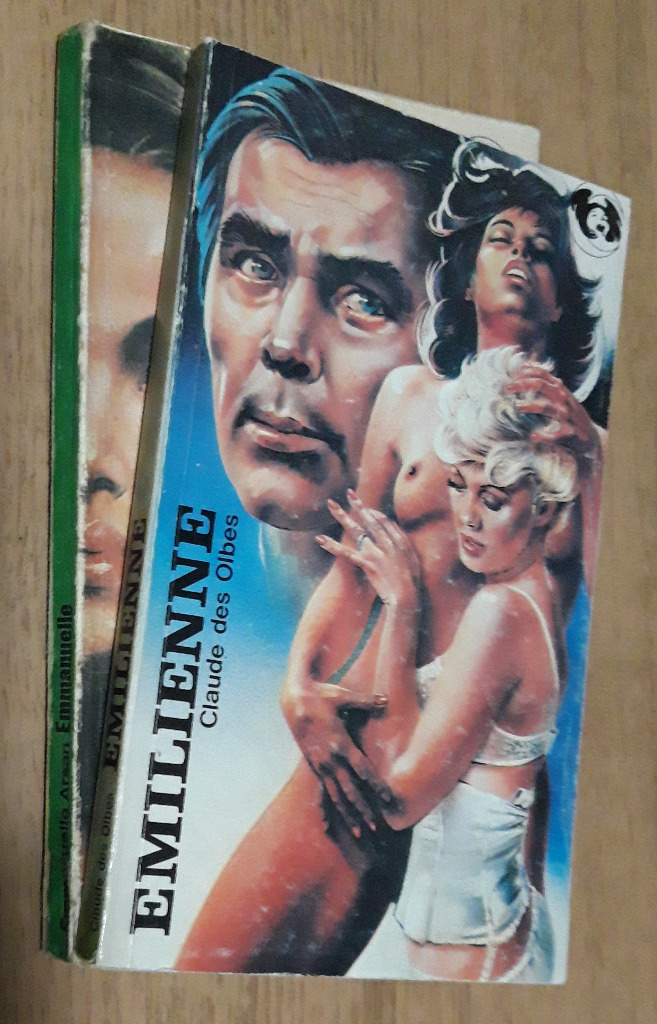 EMILIENNE
Claude des Olbes
EMILIENNE
Claude des Olbes
Arsan Emmanuelle